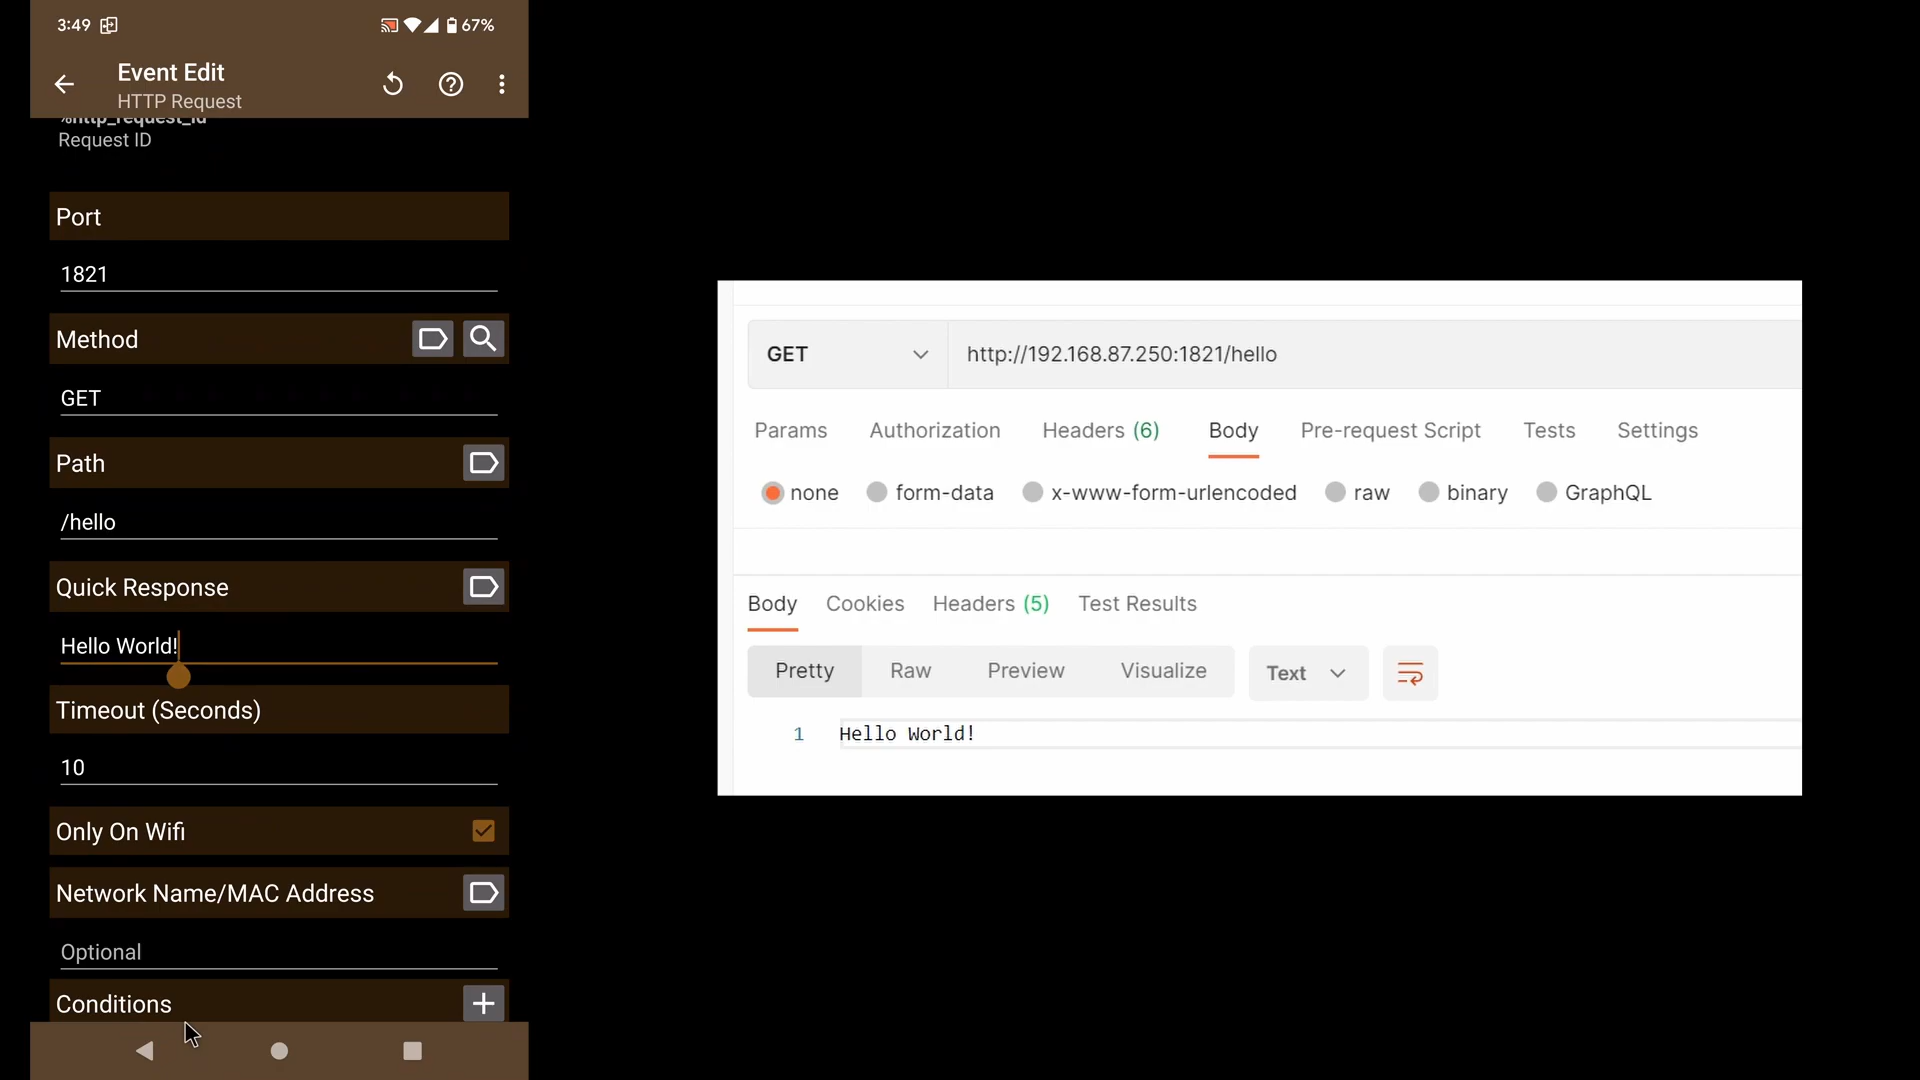 3:49
67%
Event Edit
HTTP Request
%http_request_id
Request ID
Port
1821
Method
GET
Path
/hello
Quick Response
Hello World!
Timeout (Seconds)
10
Only On Wifi
Network Name/MAC Address
Optional
Conditions
GET http://192.168.87.250:1821/hello
Params Authorization Headers (6) Body Pre-request Script Tests Settings
none form-data x-www-form-urlencoded raw binary GraphQL
Body Cookies Headers (5) Test Results
Pretty Raw Preview Visualize Text
1 Hello World!